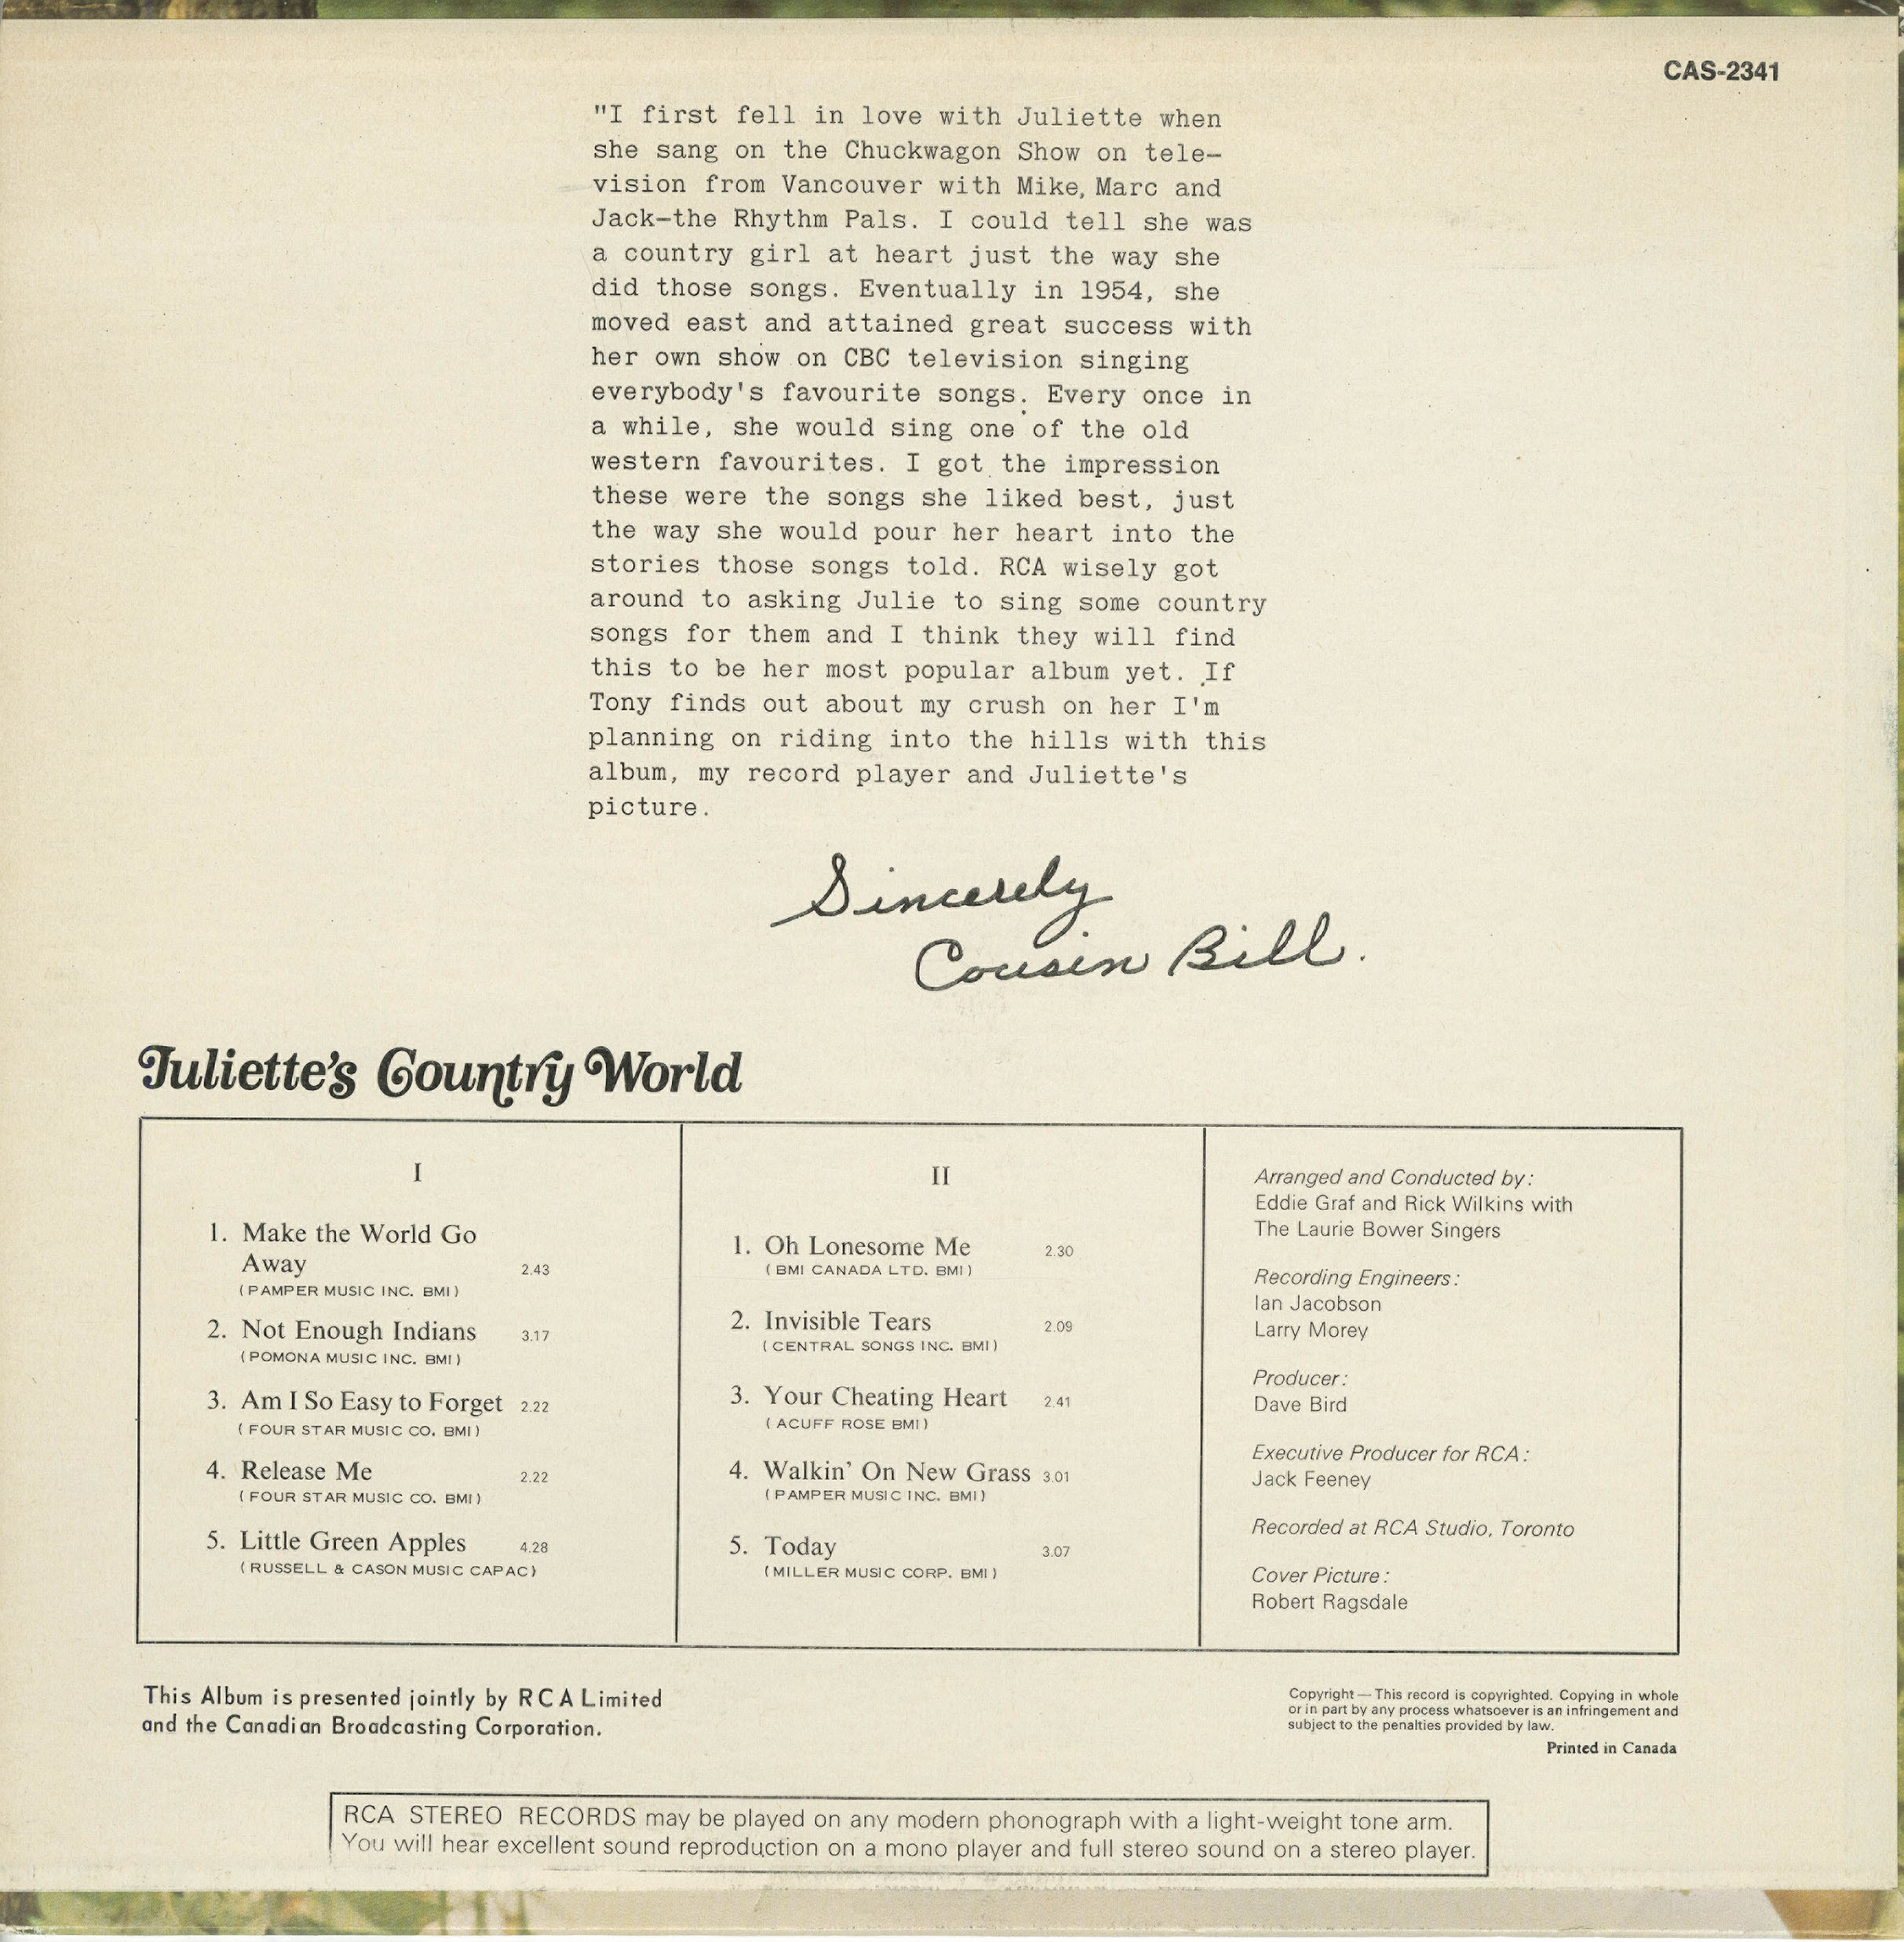 CAS-2341
"I first fell in love with Juliette when
she sang on the Chuckwagon Show on tele-
vision from Vancouver with Mike, Marc and
Jack-the Rhythm Pals. I could tell she was
a country girl at heart just the way she
did those songs. Eventually in 1954, she
moved east and attained great success with
her own show on CBC television singing
everybody's favourite songs. Every once in
a while, she would sing one of the old
western favourites. I got the impression
these were the songs she liked best, just
the way she would pour her heart into the
stories those songs told. RCA wisely got
around to asking Julie to sing some country
songs for them and I think they will find
this to be her most popular album yet. If
Tony finds out about my crush on her I'm
planning on riding into the hills with this
album, my record player and Juliette's
picture.
Sincerely
Cousin Bill.
Juliette's Country World
I
1. Make the World Go
Away 2.43
(PAMPER MUSIC INC. BMI)
2. Not Enough Indians 3.17
(POMONA MUSIC INC. BMI)
3. Am I So Easy to Forget 2.22
(FOUR STAR MUSIC CO. BMI)
4. Release Me 2.22
(FOUR STAR MUSIC CO. BMI)
5. Little Green Apples 4.28
(RUSSELL & CASON MUSIC CAPAC)
II
1. Oh Lonesome Me 2.30
(BMI CANADA LTD. BMI)
2. Invisible Tears 2.09
(CENTRAL SONGS INC. BMI)
3. Your Cheating Heart 2.41
(ACUFF ROSE BMI)
4. Walkin' On New Grass 3.01
(PAMPER MUSIC INC. BMI)
5. Today 3.07
(MILLER MUSIC CORP. BMI)
Arranged and Conducted by:
Eddie Graf and Rick Wilkins with
The Laurie Bower Singers
Recording Engineers:
Ian Jacobson
Larry Morey
Producer:
Dave Bird
Executive Producer for RCA:
Jack Feeney
Recorded at RCA Studio, Toronto
Cover Picture:
Robert Ragsdale
This Album is presented jointly by RCA Limited
and the Canadian Broadcasting Corporation.
Copyright — This record is copyrighted. Copying in whole
or in part by any process whatsoever is an infringement and
subject to the penalties provided by law.
Printed in Canada
RCA STEREO RECORDS may be played on any modern phonograph with a light-weight tone arm.
You will hear excellent sound reproduction on a mono player and full stereo sound on a stereo player.